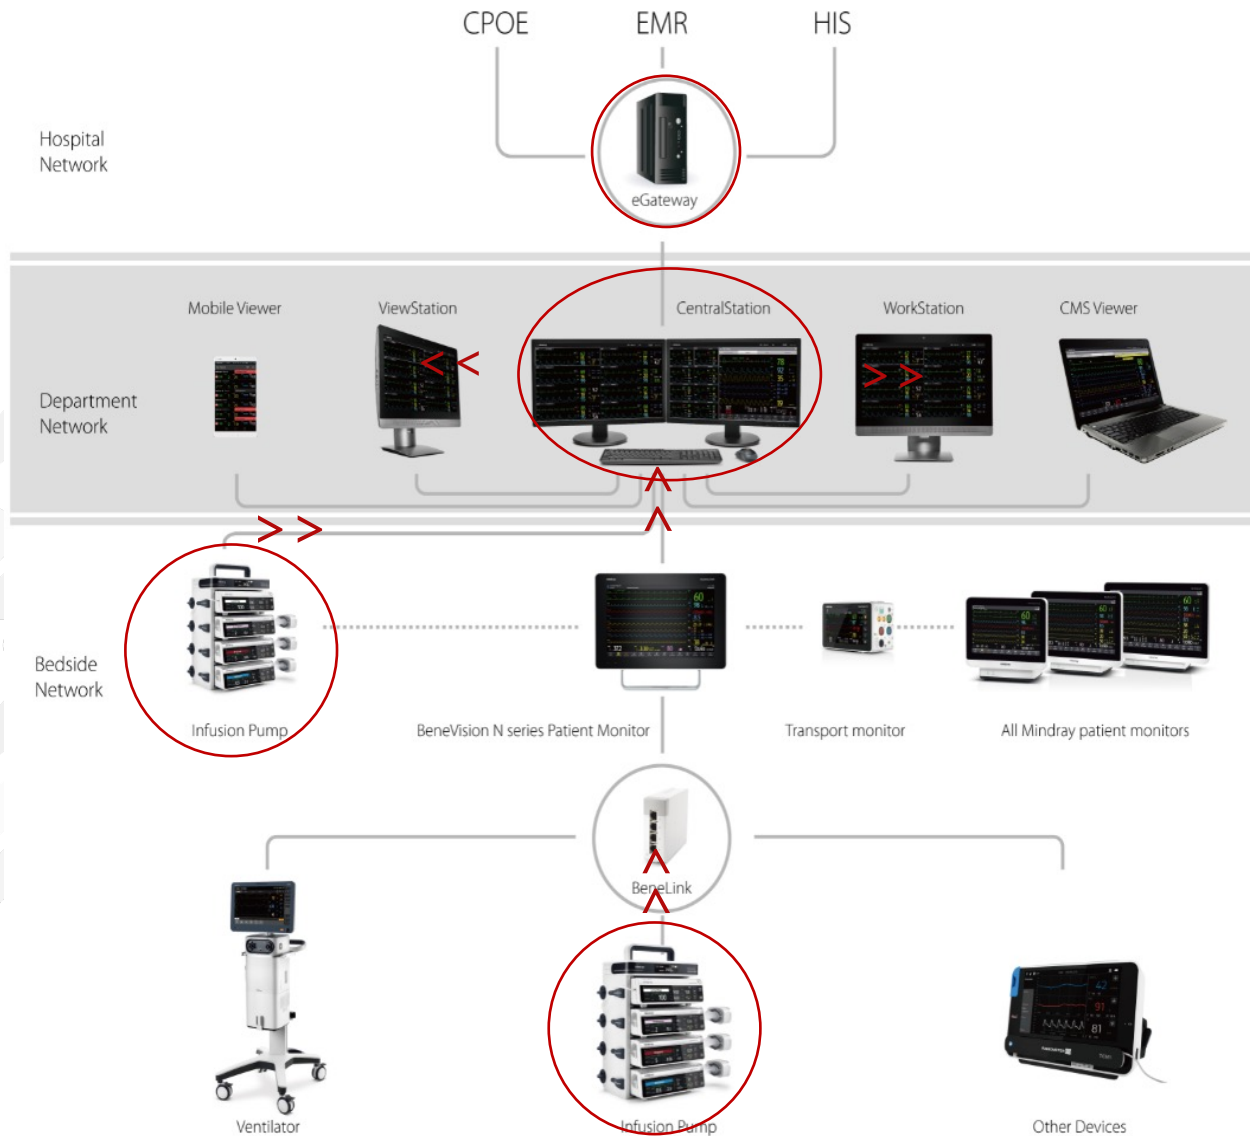 CPOE
EMR
HIS
Hospital
Network
eGateway
Mobile Viewer
ViewStation
CentralStation
WorkStation
CMS Viewer
Department
Network
Bedside
Network
Infusion Pump
BeneVision N series Patient Monitor
Transport monitor
All Mindray patient monitors
BeneLink
Ventilator
Infusion Pump
Other Devices